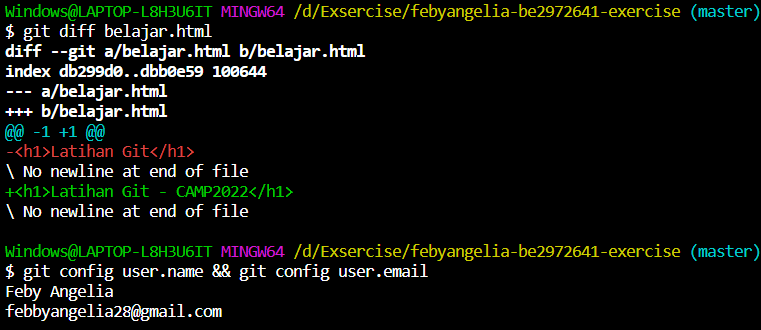 Windows@LAPTOP-L8H3U6IT MINGW64 /d/Exsercise/febyangelia-be2972641-exercise (master)
$ git diff belajar.html
diff --git a/belajar.html b/belajar.html
index db299d0..dbb0e59 100644
--- a/belajar.html
+++ b/belajar.html
@@ -1 +1 @@
-<h1>Latihan Git</h1>
\ No newline at end of file
+<h1>Latihan Git - CAMP2022</h1>
\ No newline at end of file
Windows@LAPTOP-L8H3U6IT MINGW64 /d/Exsercise/febyangelia-be2972641-exercise (master)
$ git config user.name && git config user.email
Feby Angelia
febbyangelia28@gmail.com